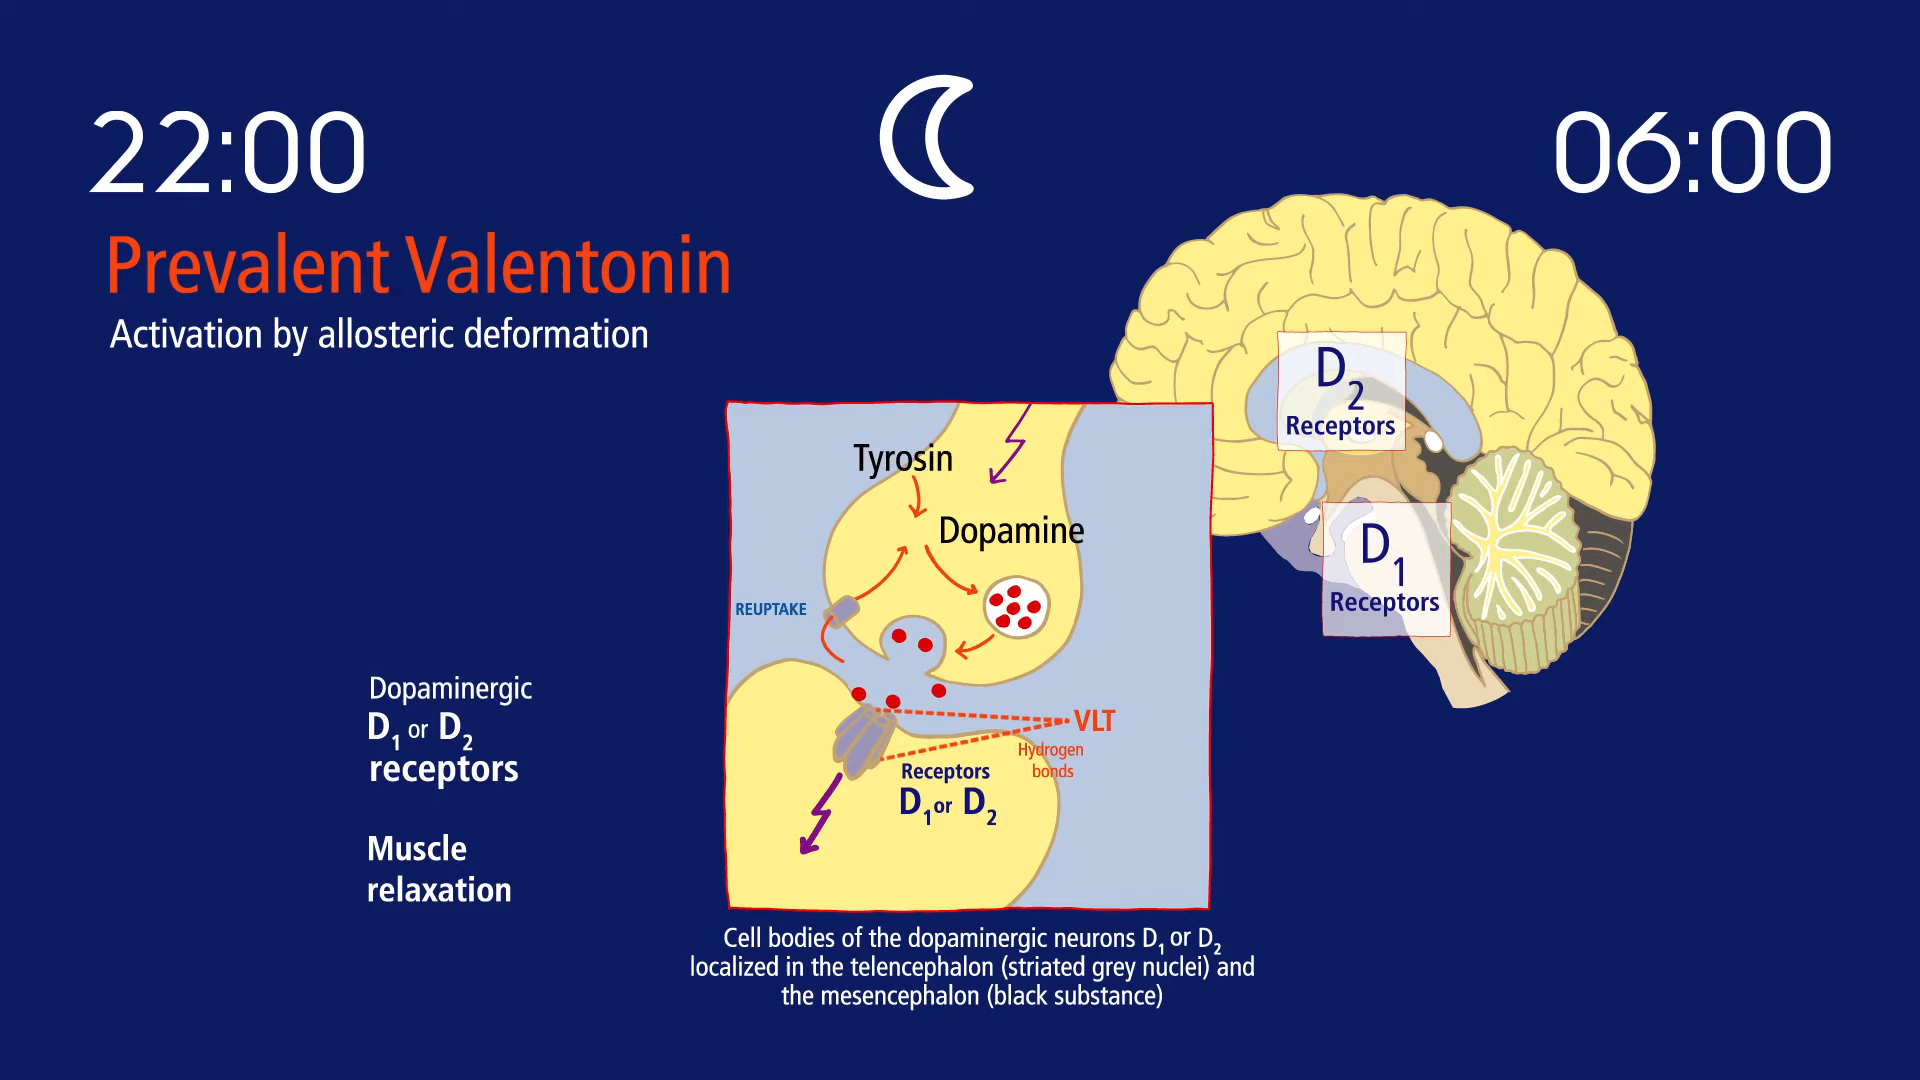 22:00
06:00
Prevalent Valentonin
Activation by allosteric deformation
D2
Receptors
Tyrosin
Dopamine
D1
Receptors
REUPTAKE
Dopaminergic
D1 or D2
receptors
VLT
Hydrogen
bonds
Receptors
D1 or D2
Muscle
relaxation
Cell bodies of the dopaminergic neurons D1 or D2
localized in the telencephalon (striated grey nuclei) and
the mesencephalon (black substance)